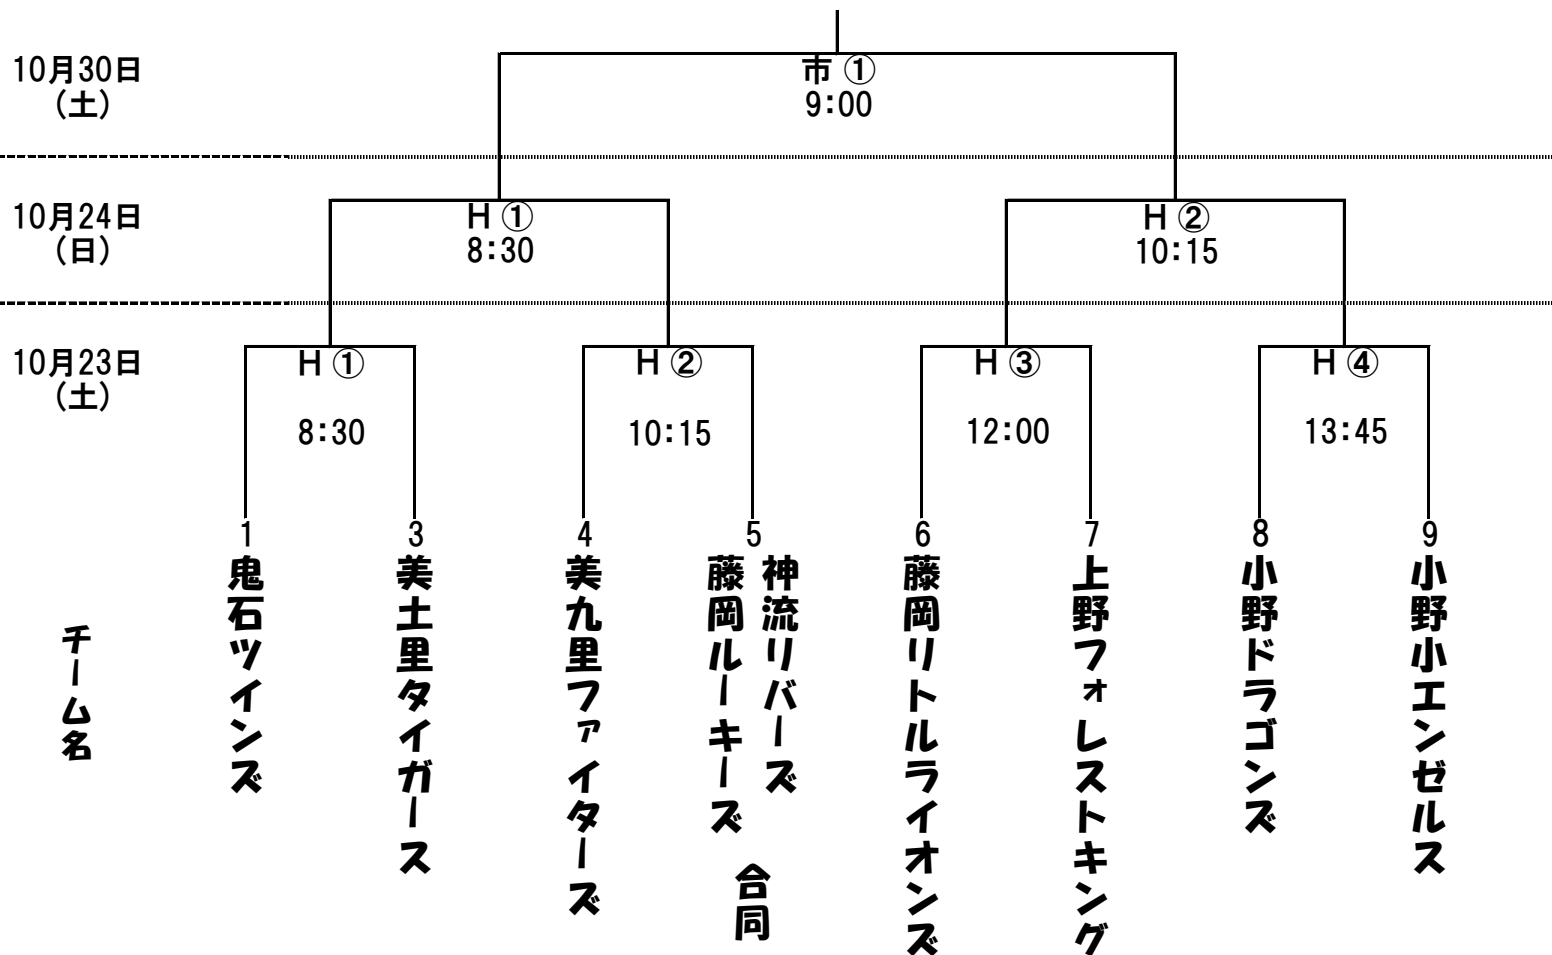 10月30日
(土)
市 ①
9:00
10月24日
(日)
H ①
8:30
H ②
10:15
10月23日
(土)
H ①
8:30
H ②
10:15
H ③
12:00
H ④
13:45
チーム名
1
鬼石ツインズ
3
美土里タイガース
4
美九里ファイターズ
5
神流リバーズ
藤岡ルーキーズ
合同
6
藤岡リトルライオンズ
7
上野フォレストキング
8
小野ドラゴンズ
9
小野小エンゼルス